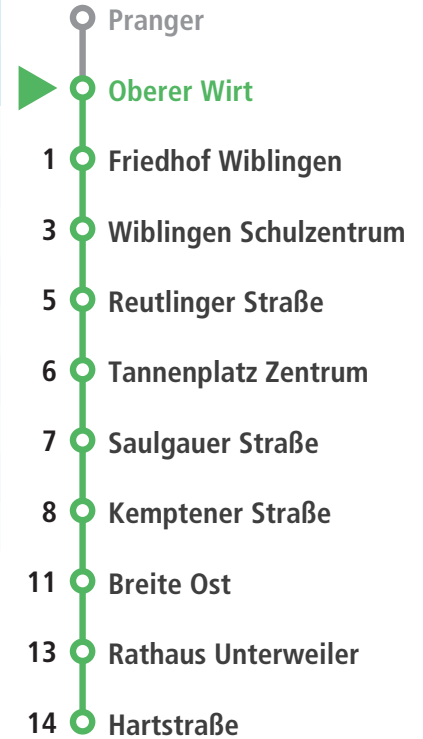 Pranger
Oberer Wirt
1 Friedhof Wiblingen
3 Wiblingen Schulzentrum
5 Reutlinger Straße
6 Tannenplatz Zentrum
7 Saulgauer Straße
8 Kemptener Straße
11 Breite Ost
13 Rathaus Unterweiler
14 Hartstraße